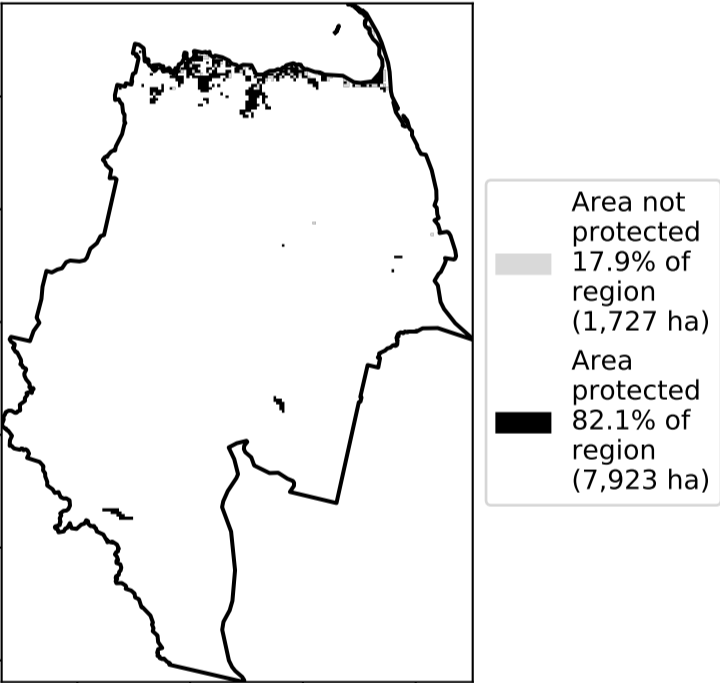 Area not
protected
17.9% of
region
(1,727 ha)
Area
protected
82.1% of
region
(7,923 ha)